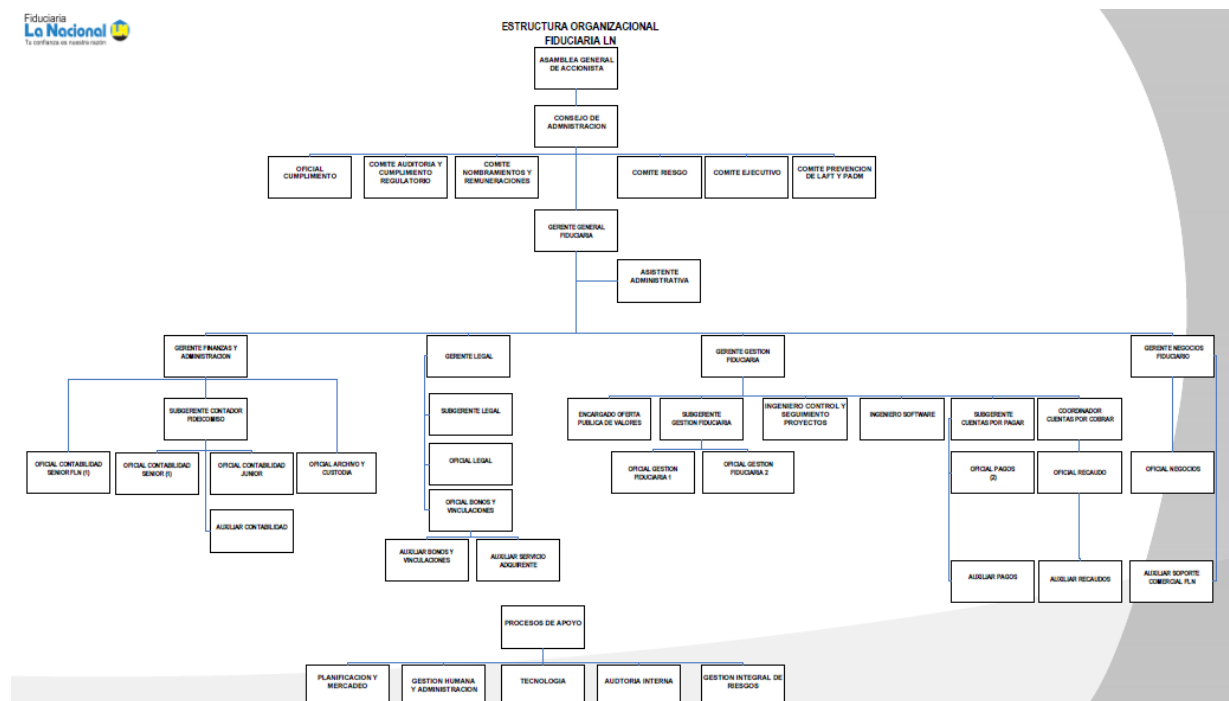 Fiduciaria
La Nacional LN
Tu confianza es nuestra razón
ESTRUCTURA ORGANIZACIONAL
FIDUCIARIA LN
ASAMBLEA GENERAL
DE ACCIONISTA
CONSEJO DE
ADMNISTRACION
OFICIAL
CUMPLIMIENTO
COMITE AUDITORIA Y
CUMPLIMIENTO
REGULATORIO
COMITE
NOMBRAMIENTOS Y
REMUNERACIONES
COMITE RIESGO
COMITE EJECUTIVO
COMITE PREVENCION
DE LAFT Y PADM
GERENTE GENERAL
FIDUCIARIA
ASISTENTE
ADMINISTRATIVA
GERENTE FINANZAS Y
ADMINISTRACION
GERENTE LEGAL
GERENTE GESTION
FIDUCIARIA
GERENTE NEGOCIOS
FIDUCIARIO
SUBGERENTE CONTADOR
FIDEICOMISO
SUBGERENTE LEGAL
ENCARGADO OFERTA
PUBLICA DE VALORES
SUBGERENTE
GESTION FIDUCIARIA
INGENIERO CONTROL Y
SEGUIMIENTO
PROYECTOS
INGENIERO SOFTWARE
SUBGERENTE
CUENTAS POR PAGAR
COORDINADOR
CUENTAS POR COBRAR
OFICIAL CONTABILIDAD
SENIOR FLN (1)
OFICIAL CONTABILIDAD
SENIOR (1)
OFICIAL CONTABILIDAD
JUNIOR
OFICIAL ARCHIVO Y
CUSTODIA
OFICIAL LEGAL
OFICIAL GESTION
FIDUCIARIA 1
OFICIAL GESTION
FIDUCIARIA 2
OFICIAL PAGOS
(2)
OFICIAL RECAUDO
OFICIAL NEGOCIOS
AUXILIAR CONTABILIDAD
OFICIAL BONOS Y
VINCULACIONES
AUXILIAR BONOS Y
VINCULACIONES
AUXILIAR SERVICIO
ADQUIRENTE
AUXILIAR PAGOS
AUXILIAR RECAUDOS
AUXILIAR SOPORTE
COMERCIAL FLN
PROCESOS DE APOYO
PLANIFICACION Y
MERCADEO
GESTION HUMANA
Y ADMINISTRACION
TECNOLOGIA
AUDTORIA INTERNA
GESTION INTEGRAL DE
RIESGOS